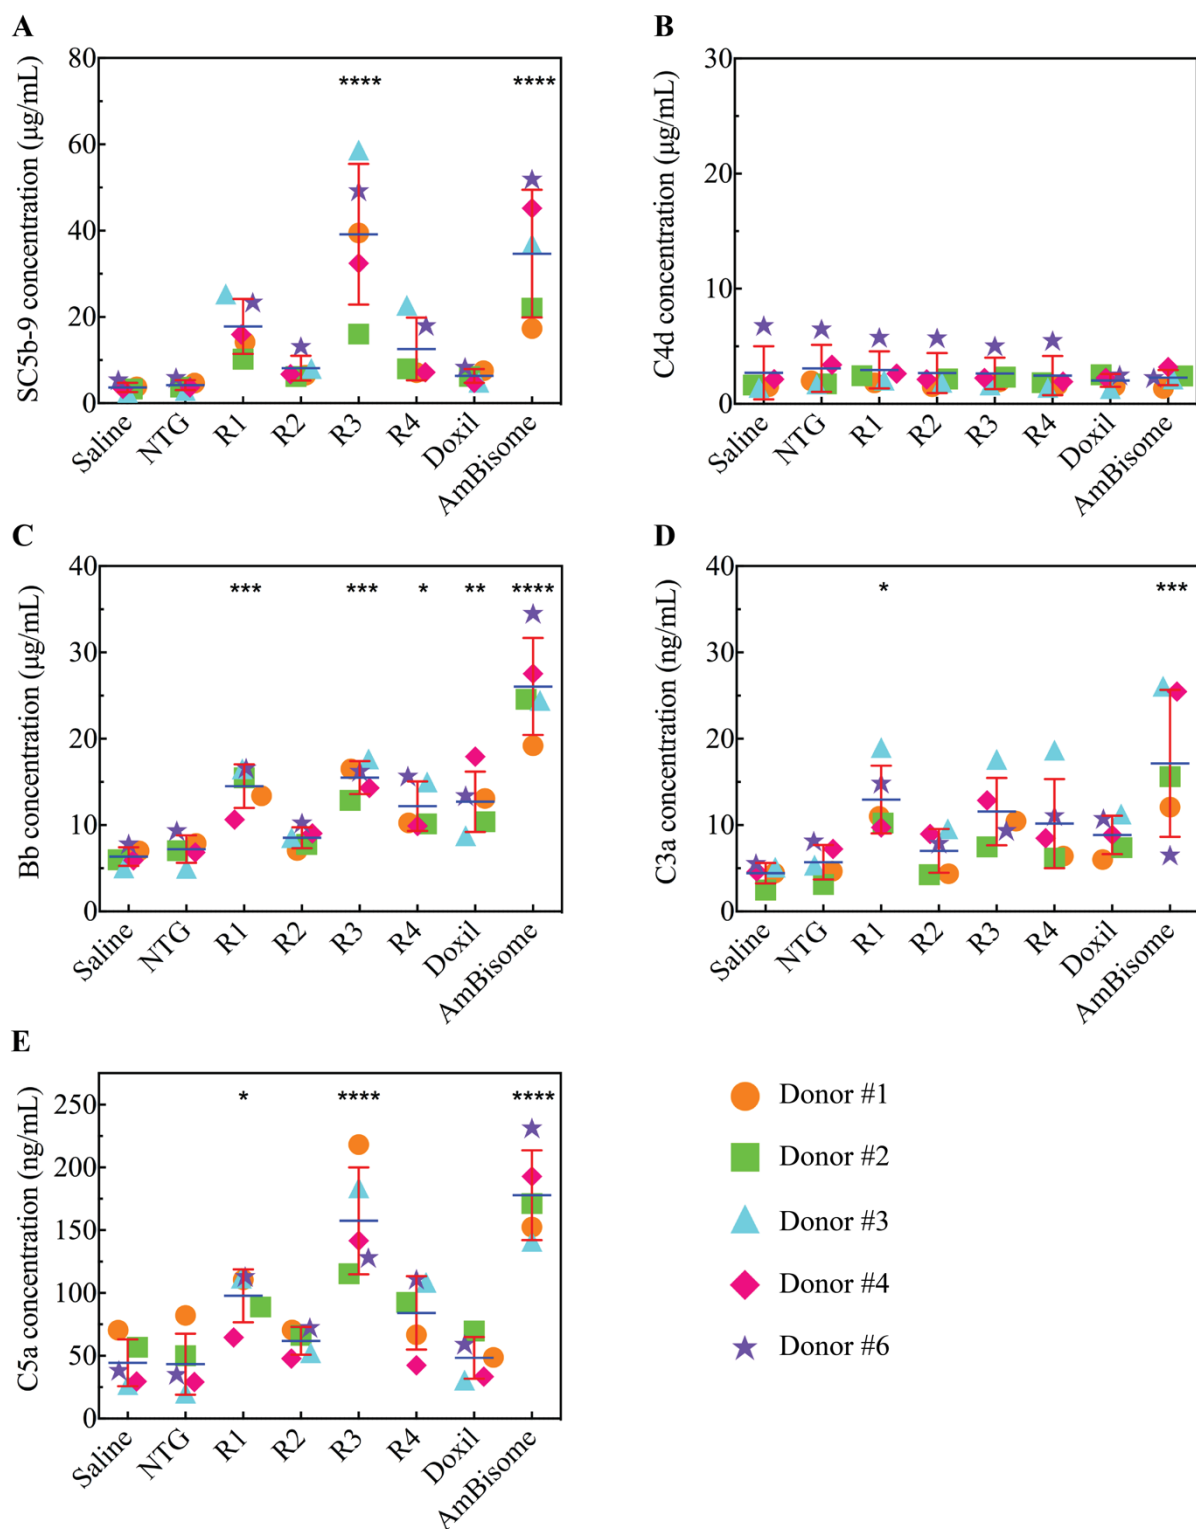 A
SC5b-9 concentration (µg/mL)
80
60
40
20
0
**** ****
Saline NTG R1 R2 R3 R4 Doxil AmBisome
B
C4d concentration (µg/mL)
30
20
10
0
Saline NTG R1 R2 R3 R4 Doxil AmBisome
C
Bb concentration (µg/mL)
40
30
20
10
0
*** *** * ** ****
Saline NTG R1 R2 R3 R4 Doxil AmBisome
D
C3a concentration (ng/mL)
40
30
20
10
0
* ***
Saline NTG R1 R2 R3 R4 Doxil AmBisome
E
C5a concentration (ng/mL)
250
200
150
100
50
0
* **** ****
Saline NTG R1 R2 R3 R4 Doxil AmBisome
Donor #1
Donor #2
Donor #3
Donor #4
Donor #6